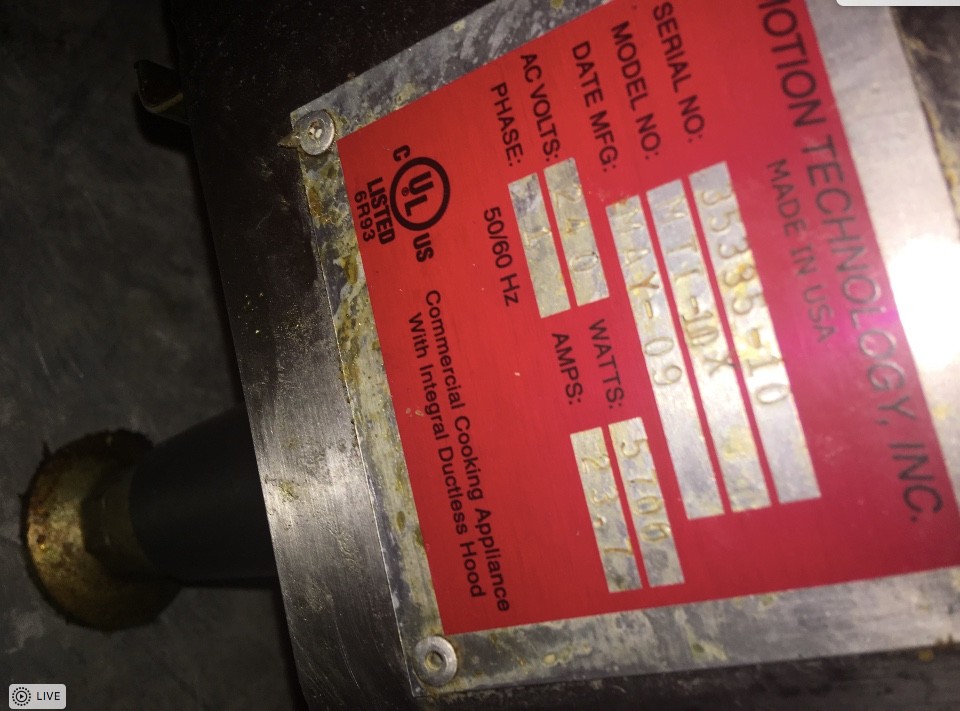 MOTION TECHNOLOGY, INC.
MADE IN USA
SERIAL NO: 35385-10
MODEL NO: MTI-10X
DATE MFG: MAY-09
AC VOLTS: 240 WATTS: 5700
PHASE: 1 AMPS: 23.7
50/60 Hz
C UL US
LISTED
6R93
Commercial Cooking Appliance
With Integral Ductless Hood
LIVE